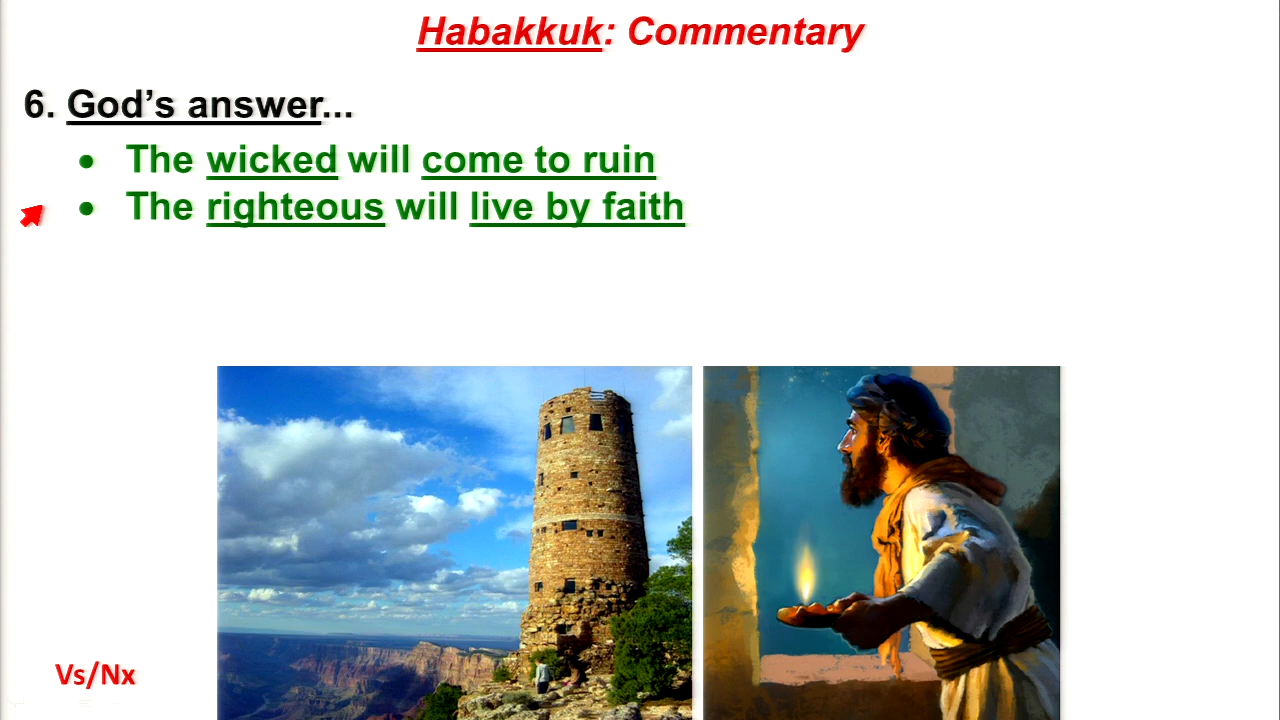 Habakkuk: Commentary
6. God’s answer...
• The wicked will come to ruin
• The righteous will live by faith
Vs/Nx